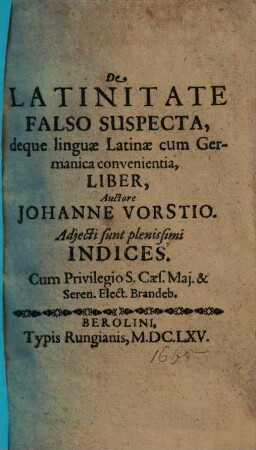 De
LATINITATE
FALSO SUSPECTA,
deque linguæ Latinæ cum Ger-
manica convenientia,
LIBER,
Auctore
JOHANNE VORSTIO.
Adjecti sunt plenissimi
INDICES.
Cum Privilegio S. Cæs. Maj. &
Seren. Elect. Brandeb.
BEROLINI,
Typis Rungianis, M.DC.LXV.
1665